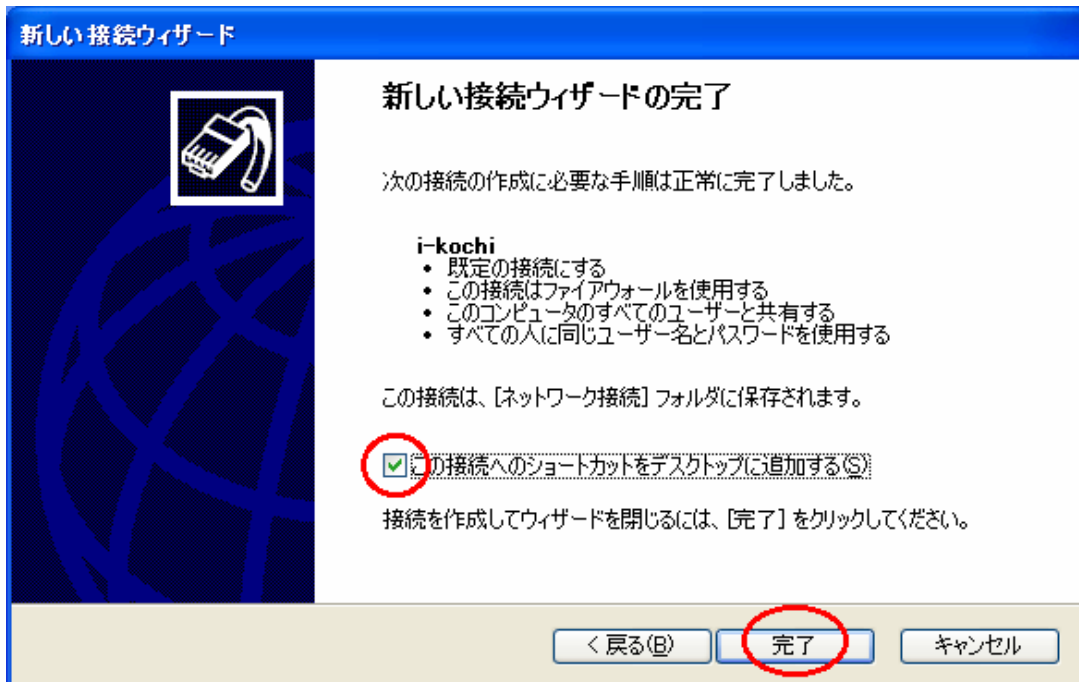 新しい接続ウィザード
新しい接続ウィザードの完了
次の接続の作成に必要な手順は正常に完了しました。
i-kochi
• 既定の接続にする
• この接続はファイアウォールを使用する
• このコンピュータのすべてのユーザーと共有する
• すべての人に同じユーザー名とパスワードを使用する
この接続は、[ネットワーク接続] フォルダに保存されます。
この接続へのショートカットをデスクトップに追加する(S)
接続を作成してウィザードを閉じるには、[完了] をクリックしてください。
< 戻る(B) 完了 キャンセル